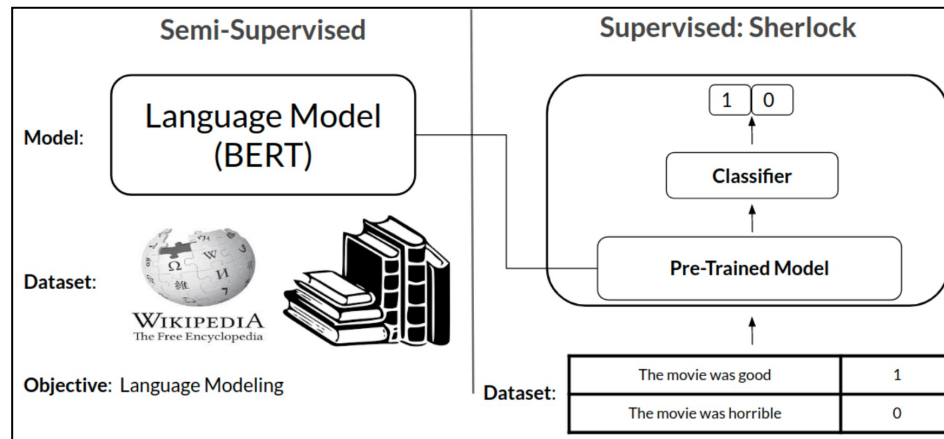 Semi-Supervised
Model:
Language Model
(BERT)
Dataset:
WIKIPEDIA
The Free Encyclopedia
Objective: Language Modeling
Supervised: Sherlock
1 0
Classifier
Pre-Trained Model
Dataset:
The movie was good 1
The movie was horrible 0